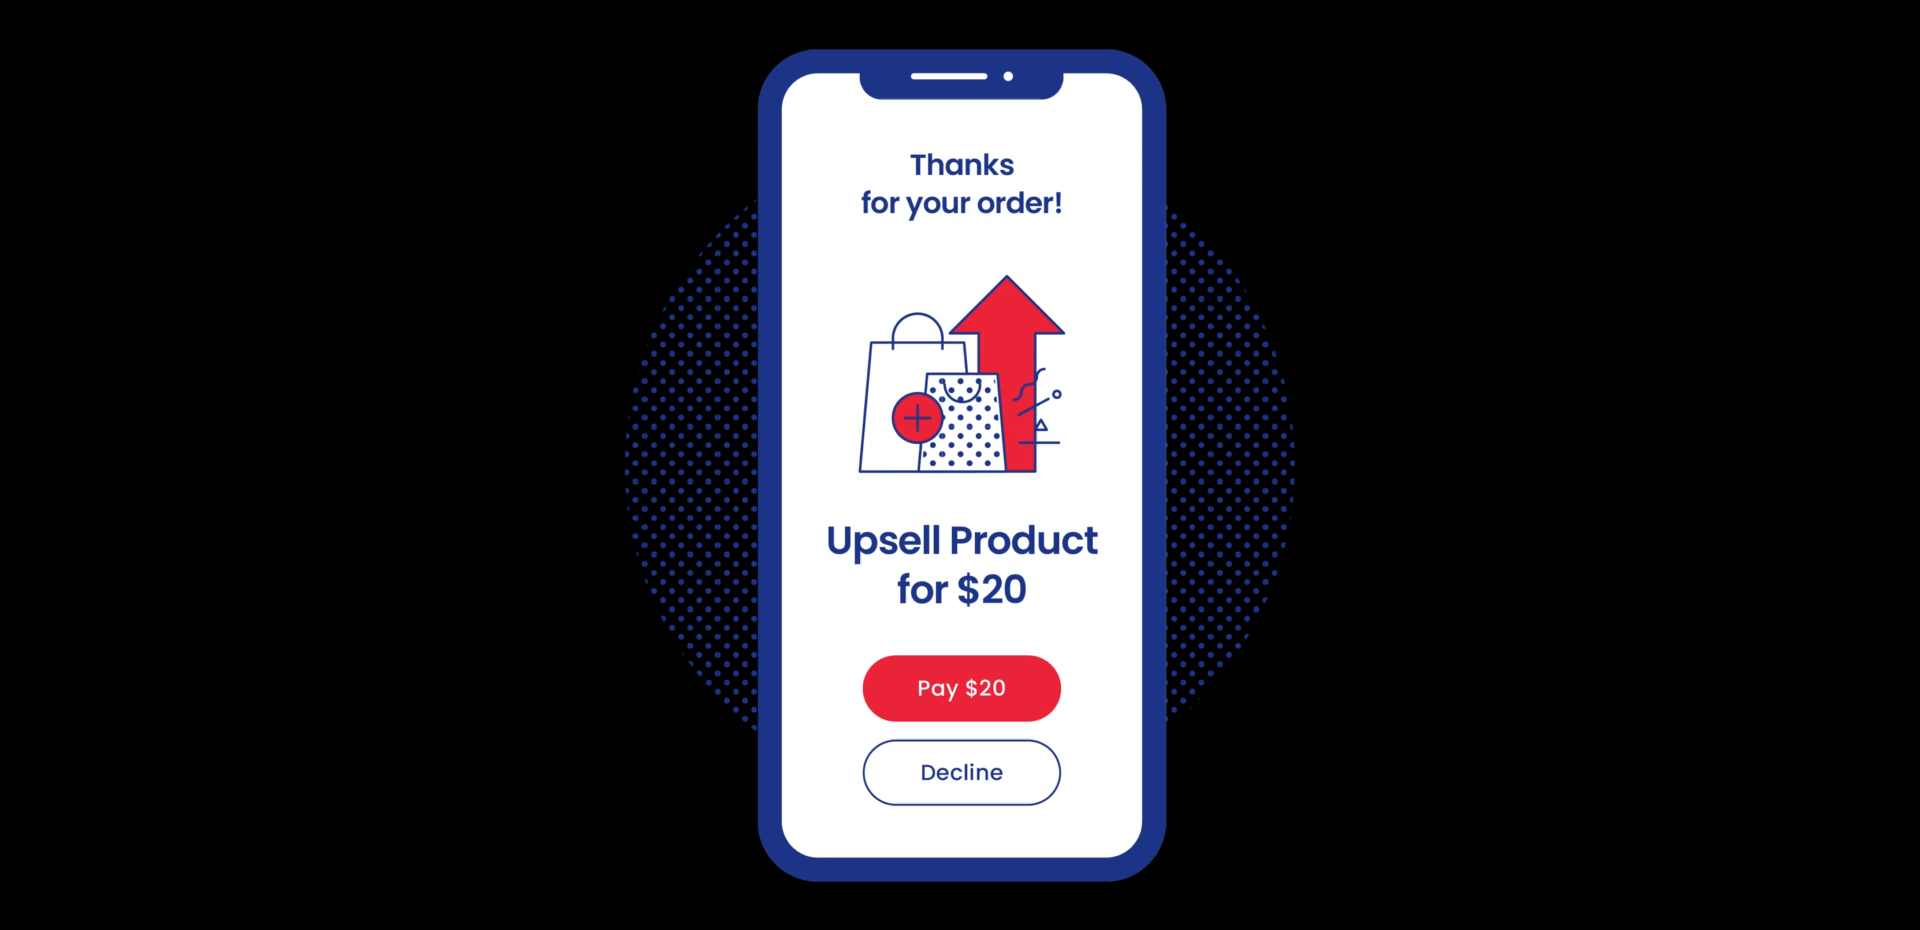 Thanks
for your order!
Upsell Product
for $20
Pay $20
Decline